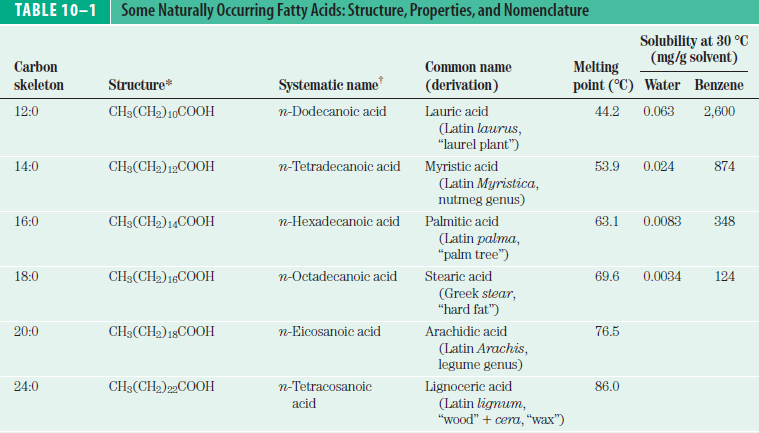 TABLE 10–1 Some Naturally Occurring Fatty Acids: Structure, Properties, and Nomenclature
Solubility at 30 °C
(mg/g solvent)
Carbon Common name Melting
skeleton Structure* Systematic name† (derivation) point (°C) Water Benzene
12:0 CH₃(CH₂)₁₀COOH n-Dodecanoic acid Lauric acid 44.2 0.063 2,600
(Latin laurus,
“laurel plant”)
14:0 CH₃(CH₂)₁₂COOH n-Tetradecanoic acid Myristic acid 53.9 0.024 874
(Latin Myristica,
nutmeg genus)
16:0 CH₃(CH₂)₁₄COOH n-Hexadecanoic acid Palmitic acid 63.1 0.0083 348
(Latin palma,
“palm tree”)
18:0 CH₃(CH₂)₁₆COOH n-Octadecanoic acid Stearic acid 69.6 0.0034 124
(Greek stear,
“hard fat”)
20:0 CH₃(CH₂)₁₈COOH n-Eicosanoic acid Arachidic acid 76.5
(Latin Arachis,
legume genus)
24:0 CH₃(CH₂)₂₂COOH n-Tetracosanoic Lignoceric acid 86.0
acid (Latin lignum,
“wood” + cera, “wax”)